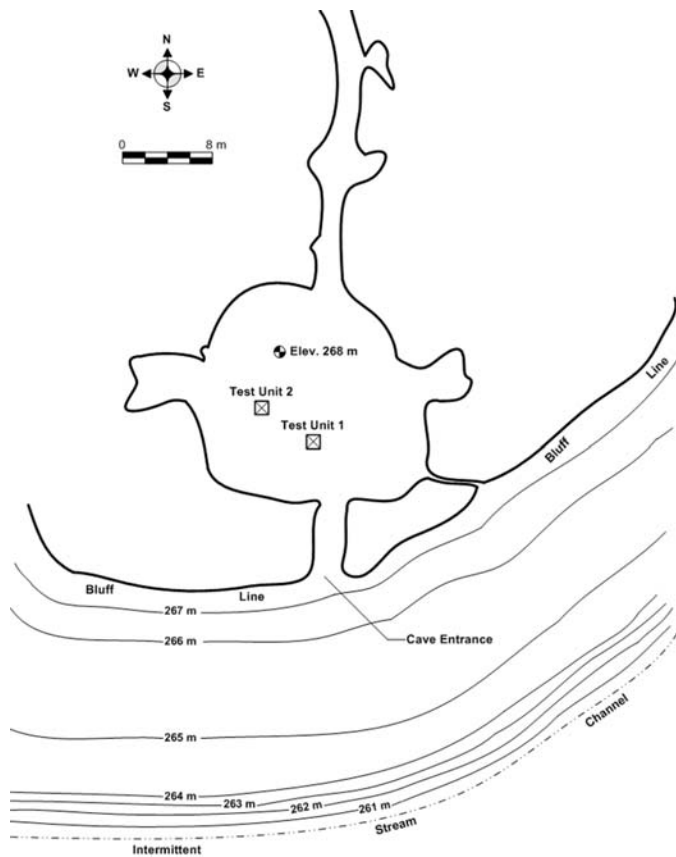 N
W E
S
0 8 m
Elev. 268 m
Test Unit 2
Test Unit 1
Line
Bluff
Bluff
Line
267 m
266 m
Cave Entrance
265 m
Channel
264 m
263 m
262 m
261 m
Stream
Intermittent